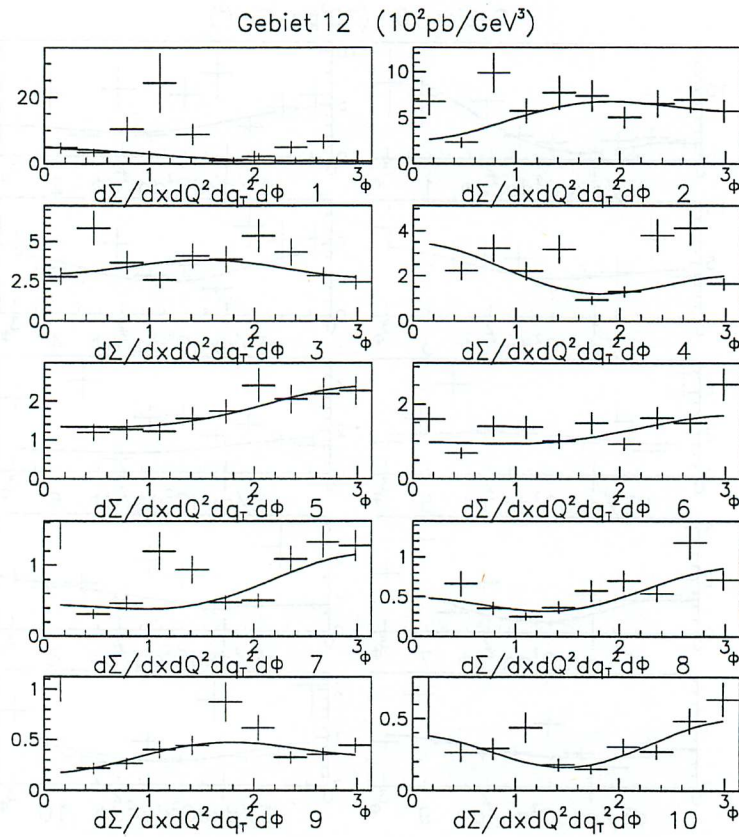 Gebiet 12 (10²pb/GeV³)
20 0 10 5 0
0 1 2 3 Φ 0 1 2 3 Φ
dΣ/dxdQ²dq_T²dΦ 1 dΣ/dxdQ²dq_T²dΦ 2
5 2.5 0 4 2 0
0 1 2 3 Φ 0 1 2 3 Φ
dΣ/dxdQ²dq_T²dΦ 3 dΣ/dxdQ²dq_T²dΦ 4
2 1 0 2 1 0
0 1 2 3 Φ 0 1 2 3 Φ
dΣ/dxdQ²dq_T²dΦ 5 dΣ/dxdQ²dq_T²dΦ 6
1 0 1 0.5 0
0 1 2 3 Φ 0 1 2 3 Φ
dΣ/dxdQ²dq_T²dΦ 7 dΣ/dxdQ²dq_T²dΦ 8
1 0.5 0 0.5 0
0 1 2 3 Φ 0 1 2 3 Φ
dΣ/dxdQ²dq_T²dΦ 9 dΣ/dxdQ²dq_T²dΦ 10